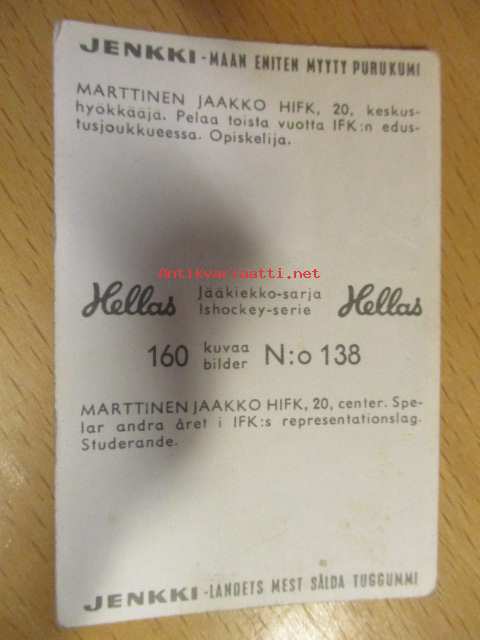 JENKKI - MAAN ENITEN MYYTY PURUKUMI
MARTTINEN JAAKKO HIFK, 20, keskus-
hyökkääjä. Pelaa toista vuotta IFK:n edus-
tusjoukkueessa. Opiskelija.
Antikvariaatti.net
Hellas Jääkiekko-sarja Hellas
Ishockey-serie
160 kuvaa N:o 138
bilder
MARTTINEN JAAKKO HIFK, 20, center. Spe-
lar andra året i IFK:s representationslag.
Studerande.
JENKKI - LANDETS MEST SÅLDA TUGGUMMI